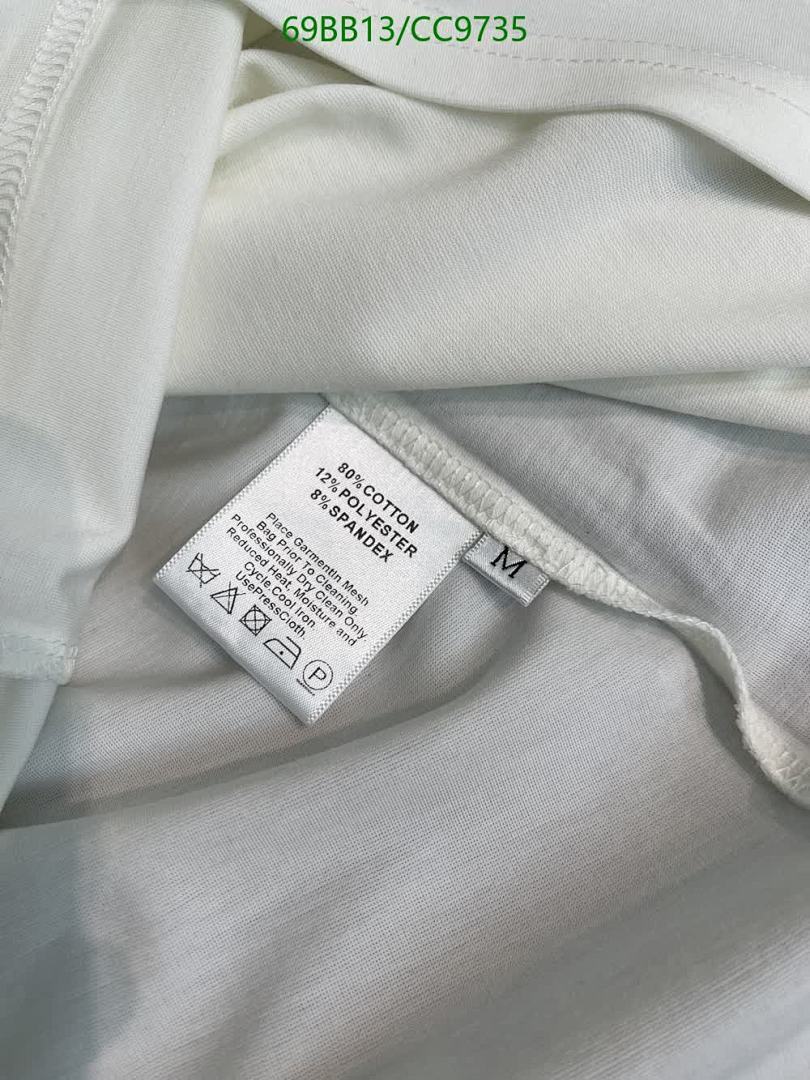 69BB13/CC9735
80%COTTON
12%POLYESTER
8%SPANDEX
Place Garmentin Mesh
Bag Prior To Cleaning.
Professionally Dry Clean Only.
Reduced Heat, Moisture and
Cycle Cool Iron
UsePressCloth.
P
M